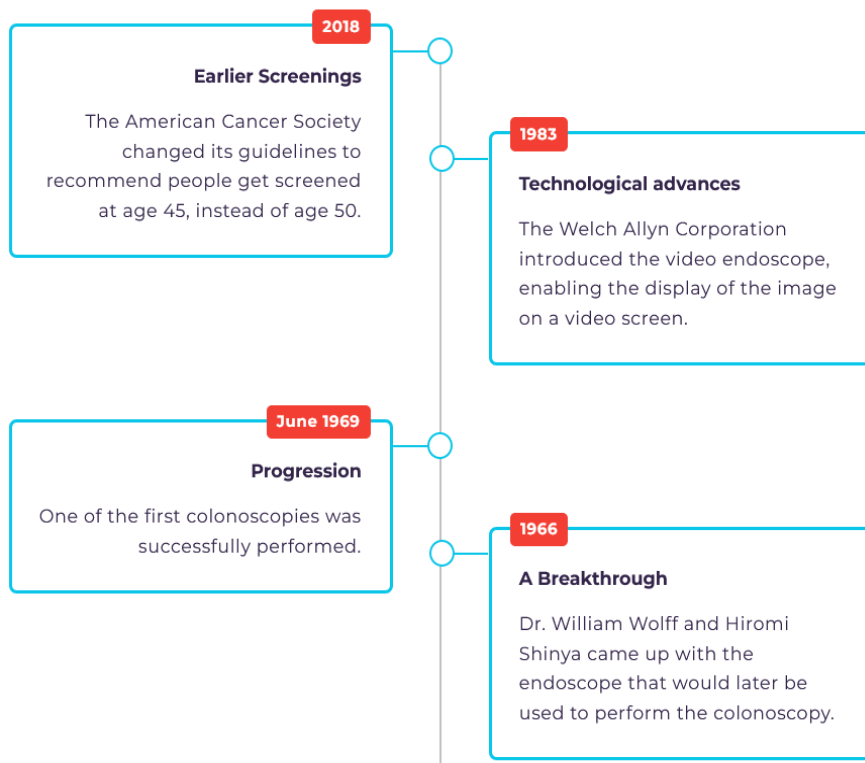 2018
Earlier Screenings
The American Cancer Society
changed its guidelines to
recommend people get screened
at age 45, instead of age 50.
1983
Technological advances
The Welch Allyn Corporation
introduced the video endoscope,
enabling the display of the image
on a video screen.
June 1969
Progression
One of the first colonoscopies was
successfully performed.
1966
A Breakthrough
Dr. William Wolff and Hiromi
Shinya came up with the
endoscope that would later be
used to perform the colonoscopy.